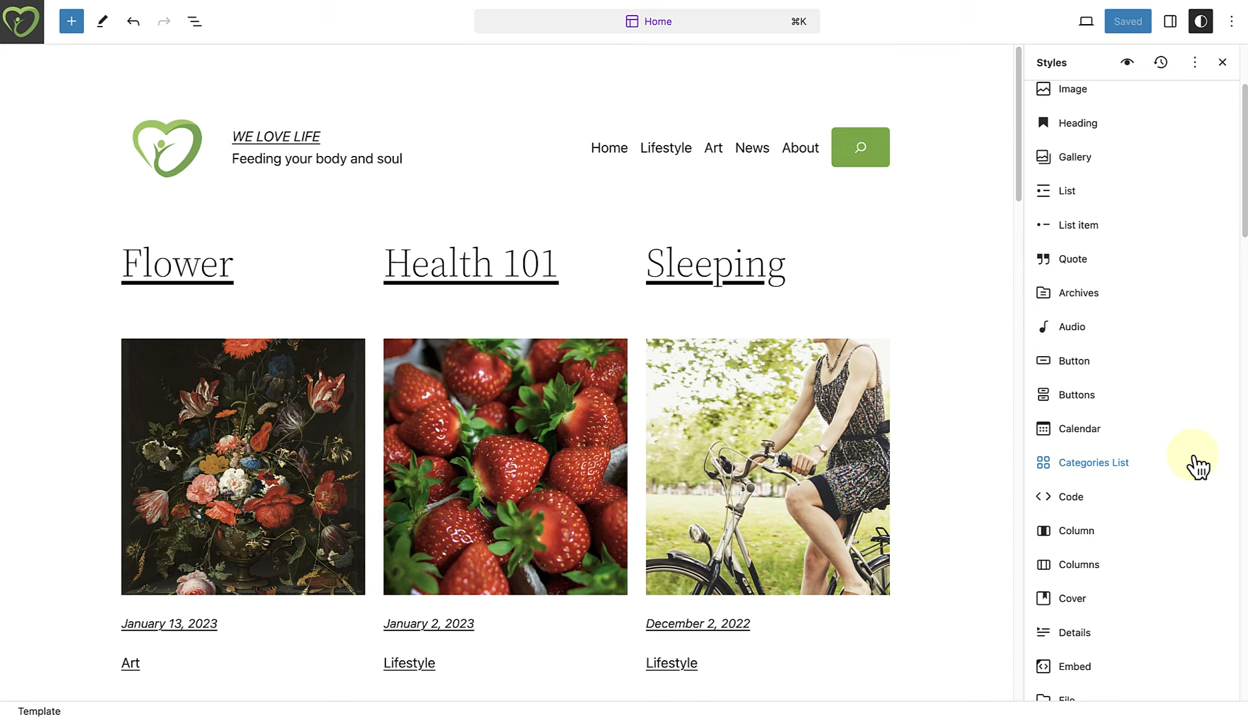 Home
⌘K
Saved
Styles
WE LOVE LIFE
Feeding your body and soul
Home Lifestyle Art News About
Flower
Health 101
Sleeping
January 13, 2023
January 2, 2023
December 2, 2022
Art
Lifestyle
Lifestyle
Image
Heading
Gallery
List
List item
Quote
Archives
Audio
Button
Buttons
Calendar
Categories List
Code
Column
Columns
Cover
Details
Embed
File
Template